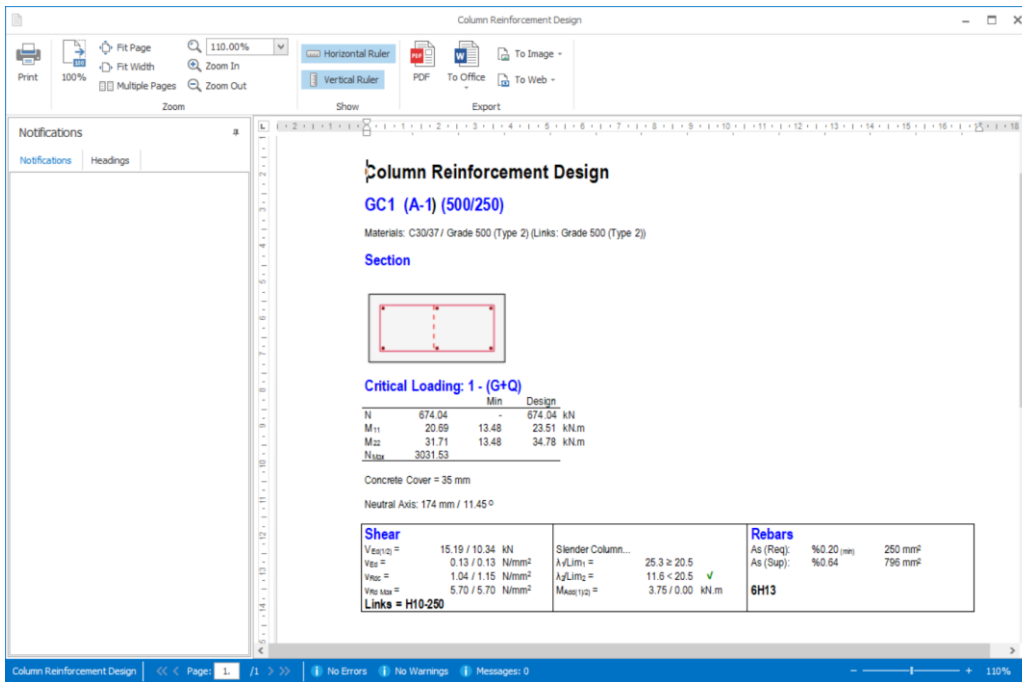 Column Reinforcement Design
Print
100%
Fit Page
Fit Width
Multiple Pages
110.00%
Zoom In
Zoom Out
Zoom
Horizontal Ruler
Vertical Ruler
Show
PDF
To Office
To Image
To Web
Export
Notifications
Notifications Headings
Column Reinforcement Design
GC1 (A-1) (500/250)
Materials: C30/37 / Grade 500 (Type 2) (Links: Grade 500 (Type 2))
Section
Critical Loading: 1 - (G+Q)
Min Design
N 674.04 - 674.04 kN
M11 20.69 13.48 23.51 kN.m
M22 31.71 13.48 34.78 kN.m
NMax 3031.53
Concrete Cover = 35 mm
Neutral Axis: 174 mm / 11.45 º
Shear
VEd(1/2) = 15.19 / 10.34 kN
vEd = 0.13 / 0.13 N/mm²
vRdc = 1.04 / 1.15 N/mm²
vRd Max = 5.70 / 5.70 N/mm²
Links = H10-250
Slender Column...
λ1/Lim1 = 25.3 ≥ 20.5
λ2/Lim2 = 11.6 < 20.5 √
MAdd(1/2) = 3.75 / 0.00 kN.m
Rebars
As (Req): %0.20 (min) 250 mm²
As (Sup): %0.64 796 mm²
6H13
Column Reinforcement Design Page: 1. /1 No Errors No Warnings Messages: 0 110%